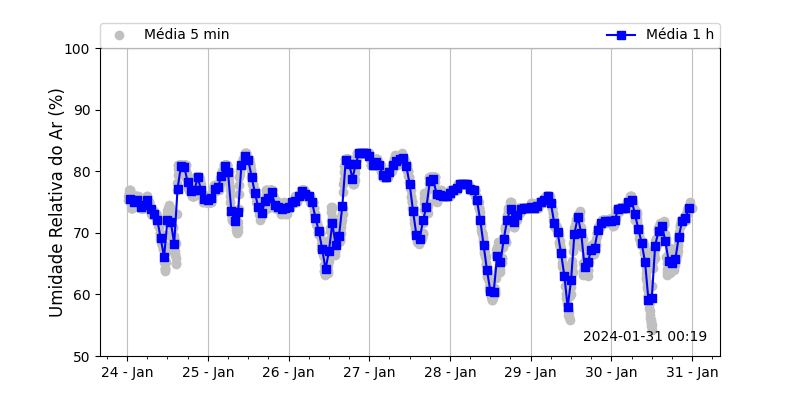 Média 5 min
Média 1 h
Umidade Relativa do Ar (%)
100
90
80
70
60
50
2024-01-31 00:19
24 - Jan
25 - Jan
26 - Jan
27 - Jan
28 - Jan
29 - Jan
30 - Jan
31 - Jan